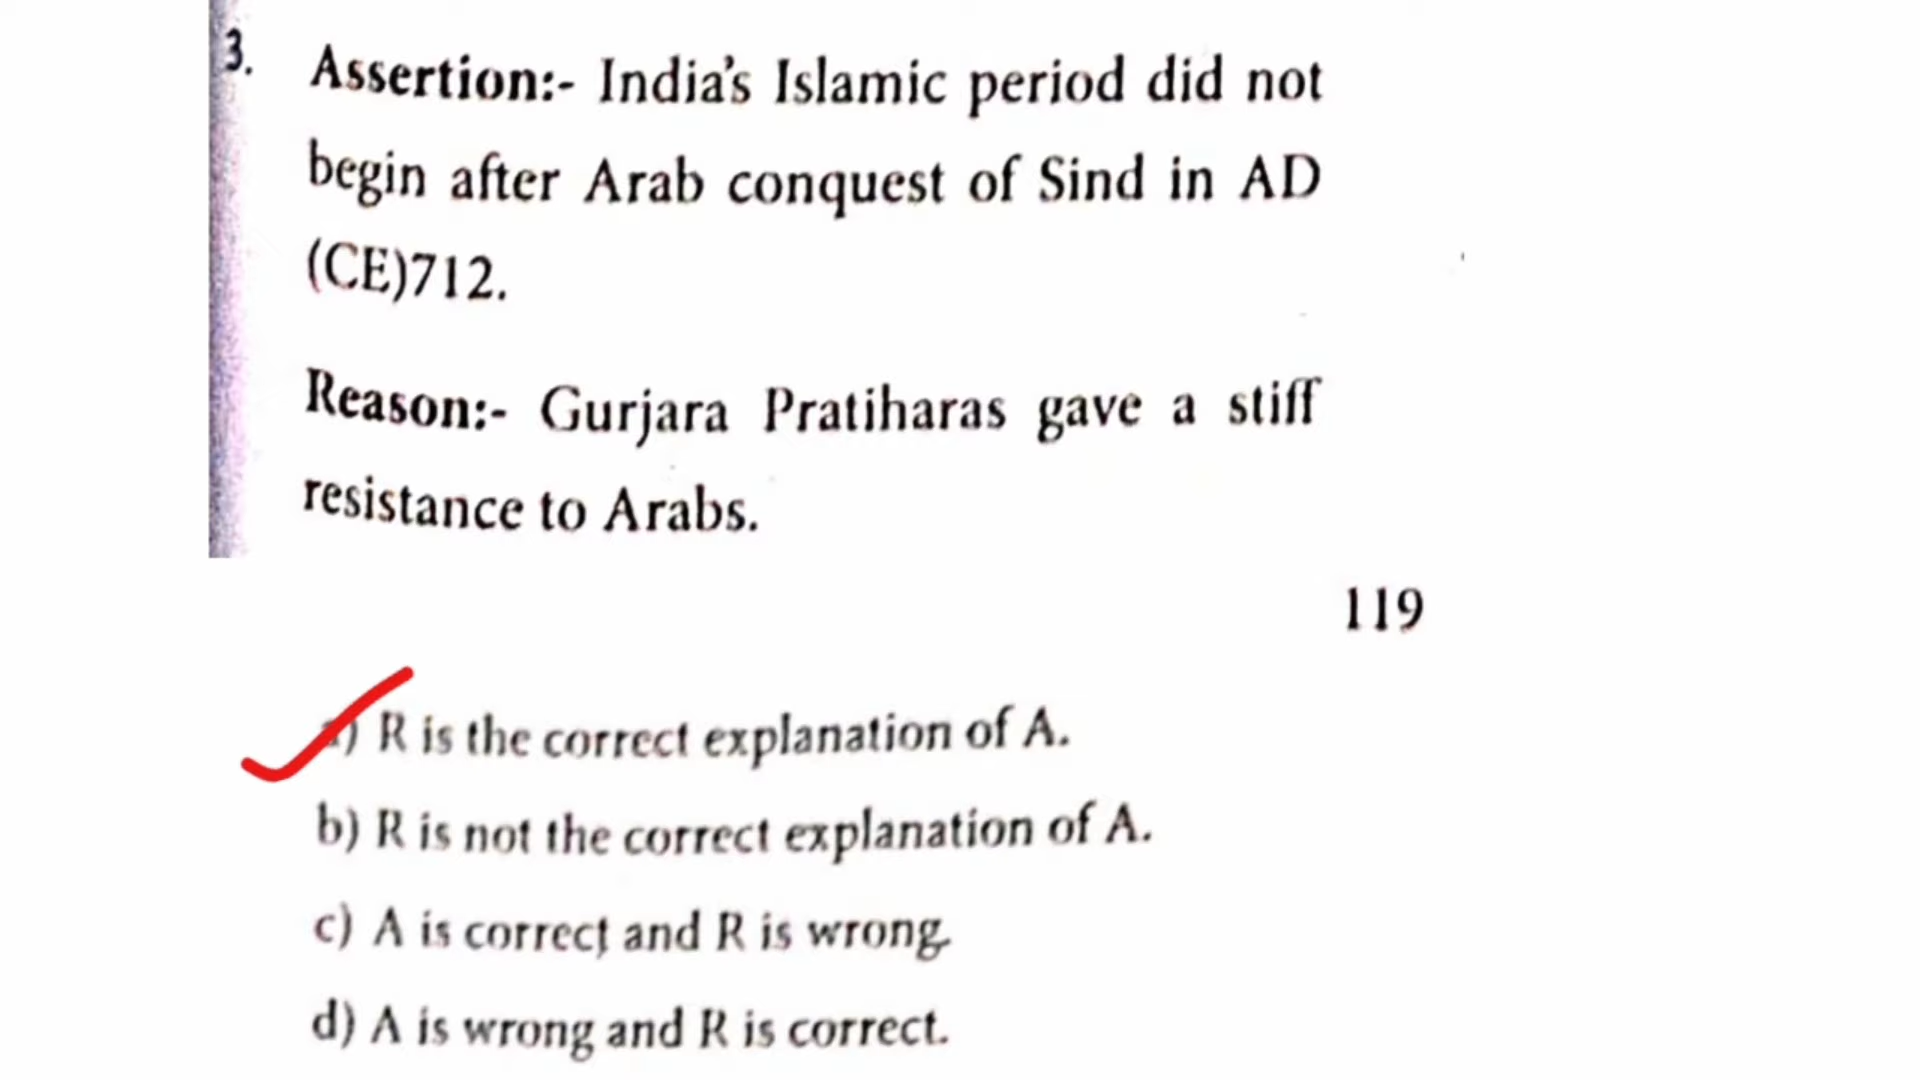 3. Assertion:- India's Islamic period did not
begin after Arab conquest of Sind in AD
(CE)712.
Reason:- Gurjara Pratiharas gave a stiff
resistance to Arabs.
119
a) R is the correct explanation of A.
b) R is not the correct explanation of A.
c) A is correct and R is wrong.
d) A is wrong and R is correct.